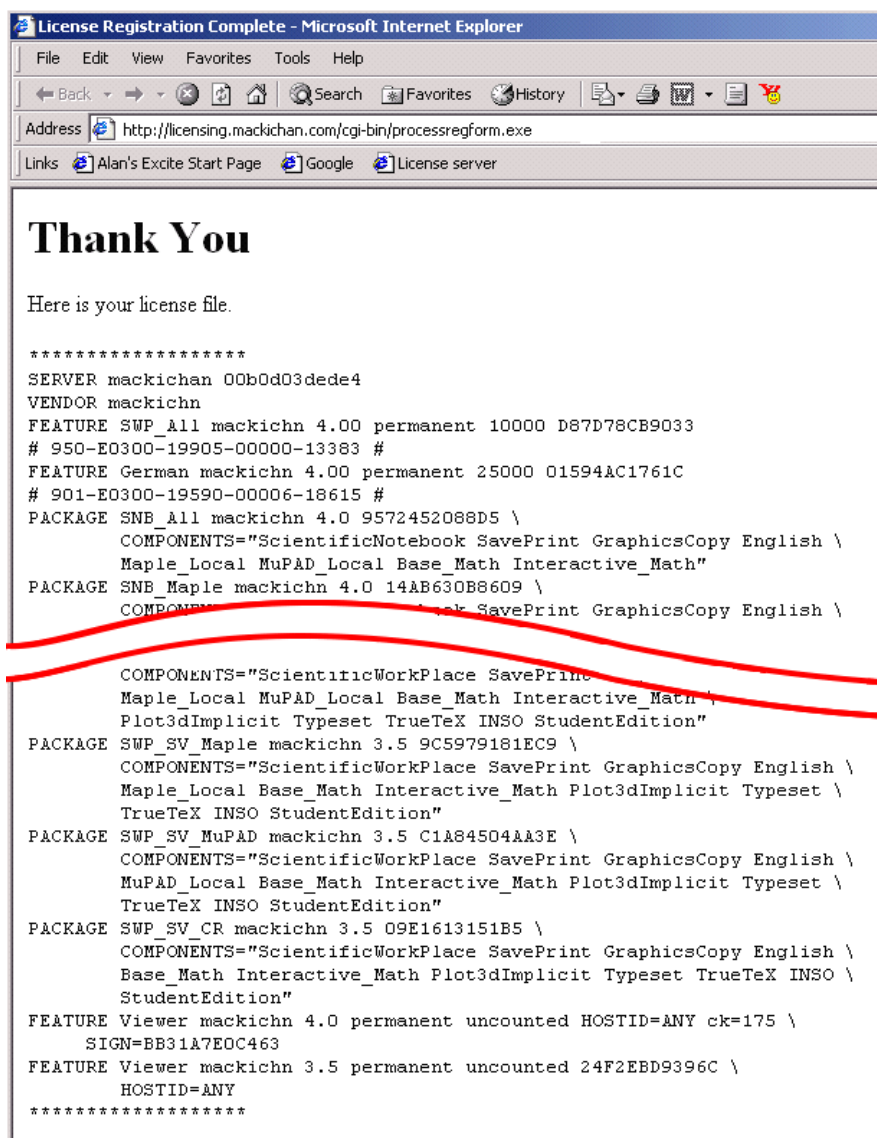 License Registration Complete - Microsoft Internet Explorer
File Edit View Favorites Tools Help
Back Search Favorites History
Address http://licensing.mackichan.com/cgi-bin/processregform.exe
Links Alan's Excite Start Page Google License server
Thank You
Here is your license file.
*******************
SERVER mackichan 00b0d03dede4
VENDOR mackichn
FEATURE SWP_All mackichn 4.00 permanent 10000 D87D78CB9033
# 950-E0300-19905-00000-13383 #
FEATURE German mackichn 4.00 permanent 25000 01594AC1761C
# 901-E0300-19590-00006-18615 #
PACKAGE SNB_All mackichn 4.0 9572452088D5 \
COMPONENTS="ScientificNotebook SavePrint GraphicsCopy English \
Maple_Local MuPAD_Local Base_Math Interactive_Math"
PACKAGE SNB_Maple mackichn 4.0 14AB630B8609 \
SavePrint GraphicsCopy English \
COMPONENTS="ScientificWorkPlace SavePrint
Maple_Local MuPAD_Local Base_Math Interactive_Math \
Plot3dImplicit Typeset TrueTeX INSO StudentEdition"
PACKAGE SWP_SV_Maple mackichn 3.5 9C5979181EC9 \
COMPONENTS="ScientificWorkPlace SavePrint GraphicsCopy English \
Maple_Local Base_Math Interactive_Math Plot3dImplicit Typeset \
TrueTeX INSO StudentEdition"
PACKAGE SWP_SV_MuPAD mackichn 3.5 C1A84504AA3E \
COMPONENTS="ScientificWorkPlace SavePrint GraphicsCopy English \
MuPAD_Local Base_Math Interactive_Math Plot3dImplicit Typeset \
TrueTeX INSO StudentEdition"
PACKAGE SWP_SV_CR mackichn 3.5 09E1613151B5 \
COMPONENTS="ScientificWorkPlace SavePrint GraphicsCopy English \
Base_Math Interactive_Math Plot3dImplicit Typeset TrueTeX INSO \
StudentEdition"
FEATURE Viewer mackichn 4.0 permanent uncounted HOSTID=ANY ck=175 \
SIGN=BB31A7E0C463
FEATURE Viewer mackichn 3.5 permanent uncounted 24F2EBD9396C \
HOSTID=ANY
*******************